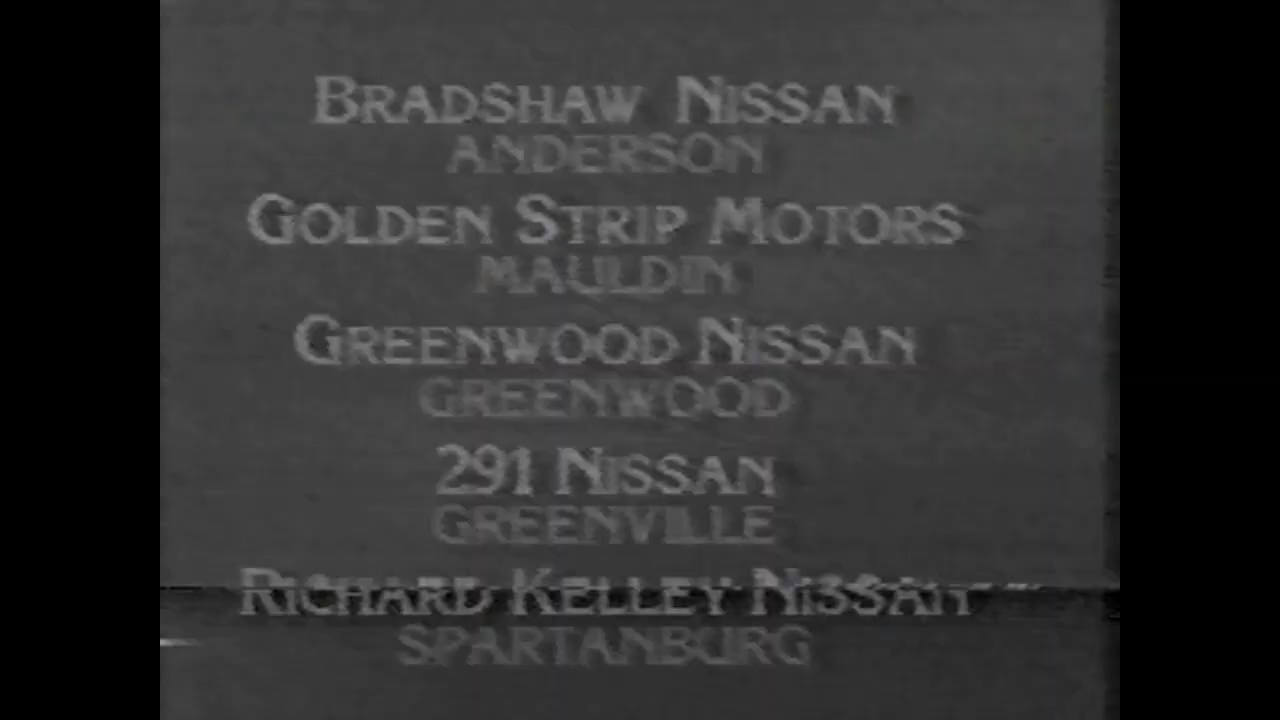 BRADSHAW NISSAN
ANDERSON
GOLDEN STRIP MOTORS
MAULDIN
GREENWOOD NISSAN
GREENWOOD
291 NISSAN
GREENVILLE
RICHARD KELLEY NISSAN
SPARTANBURG